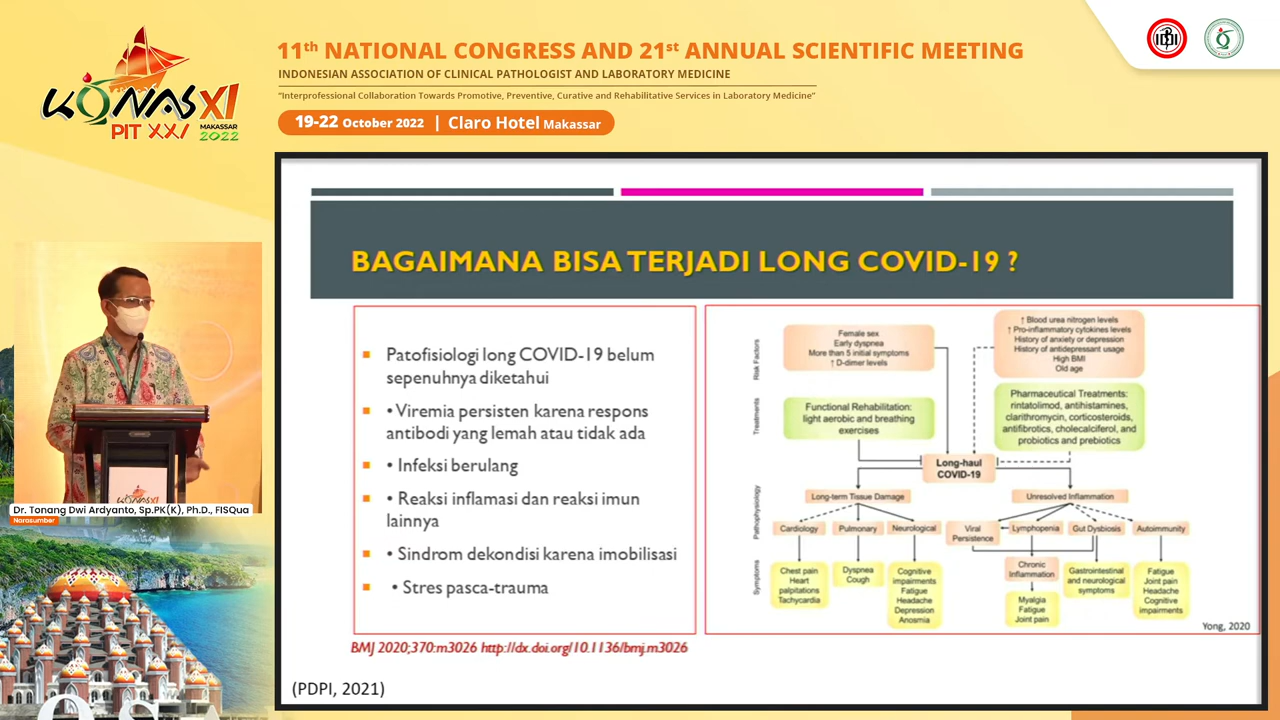 KONAS XI
PIT XXI
MAKASSAR
2022
11th NATIONAL CONGRESS AND 21st ANNUAL SCIENTIFIC MEETING
INDONESIAN ASSOCIATION OF CLINICAL PATHOLOGIST AND LABORATORY MEDICINE
"Interprofessional Collaboration Towards Promotive, Preventive, Curative and Rehabilitative Services in Laboratory Medicine"
19-22 October 2022 | Claro Hotel Makassar
IDI
BAGAIMANA BISA TERJADI LONG COVID-19 ?
Patofisiologi long COVID-19 belum
sepenuhnya diketahui
• Viremia persisten karena respons
antibodi yang lemah atau tidak ada
• Infeksi berulang
• Reaksi inflamasi dan reaksi imun
lainnya
• Sindrom dekondisi karena imobilisasi
• Stres pasca-trauma
BMJ 2020;370:m3026 http://dx.doi.org/10.1136/bmj.m3026
(PDPI, 2021)
Risk Factors
Female sex
Early dyspnea
More than 5 initial symptoms
↑ D-dimer levels
↑ Blood urea nitrogen levels
↑ Pro-inflammatory cytokines levels
History of anxiety or depression
History of antidepressant usage
High BMI
Old age
Treatments
Functional Rehabilitation:
light aerobic and breathing
exercises
Pharmaceutical Treatments:
rintatolimod, antihistamines,
clarithromycin, corticosteroids,
antifibrotics, cholecalciferol, and
probiotics and prebiotics
Long-haul
COVID-19
Pathophysiology
Long-term Tissue Damage
Unresolved Inflammation
Cardiology
Pulmonary
Neurological
Viral
Persistence
Lymphopenia
Gut Dysbiosis
Autoimmunity
Chronic
Inflammation
Symptoms
Chest pain
Heart
palpitations
Tachycardia
Dyspnea
Cough
Cognitive
impairments
Fatigue
Headache
Depression
Anosmia
Myalgia
Fatigue
Joint pain
Gastrointestinal
and neurological
symptoms
Fatigue
Joint pain
Headache
Cognitive
impairments
Yong, 2020
KONAS XI
Dr. Tonang Dwi Ardyanto, Sp.PK(K), Ph.D., FISQua
Narasumber